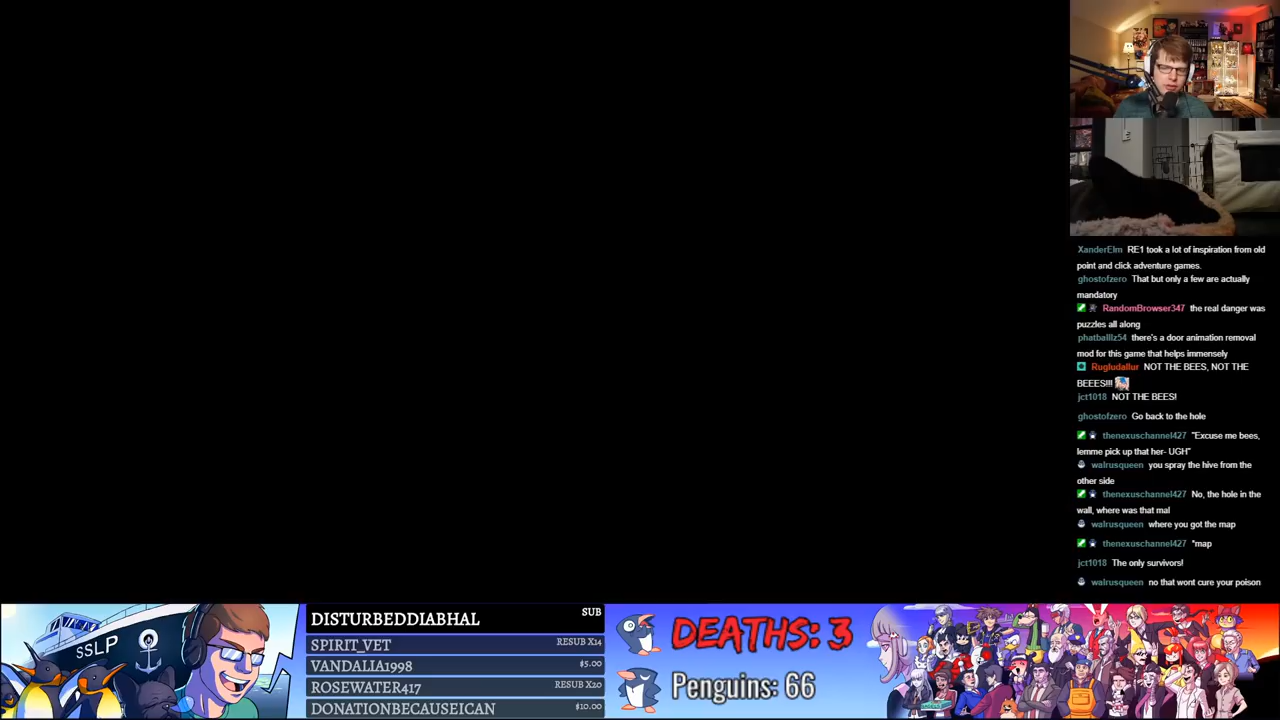 XanderElm RE1 took a lot of inspiration from old
point and click adventure games.
ghostofzero That but only a few are actually
mandatory
RandomBrowser347 the real danger was
puzzles all along
phatballlz54 there's a door animation removal
mod for this game that helps immensely
Rugludallur NOT THE BEES, NOT THE
BEEES!!!
jct1018 NOT THE BEES!
ghostofzero Go back to the hole
thenexuschannel427 "Excuse me bees,
lemme pick up that her- UGH"
walrusqueen you spray the hive from the
other side
thenexuschannel427 No, the hole in the
wall, where was that mal
walrusqueen where you got the map
thenexuschannel427 *map
jct1018 The only survivors!
walrusqueen no that wont cure your poison
SSLP
DISTURBEDDIABHAL SUB
SPIRIT_VET RESUB X14
VANDALIA1998 $5.00
ROSEWATER417 RESUB X20
DONATIONBECAUSEICAN $10.00
DEATHS: 3
Penguins: 66